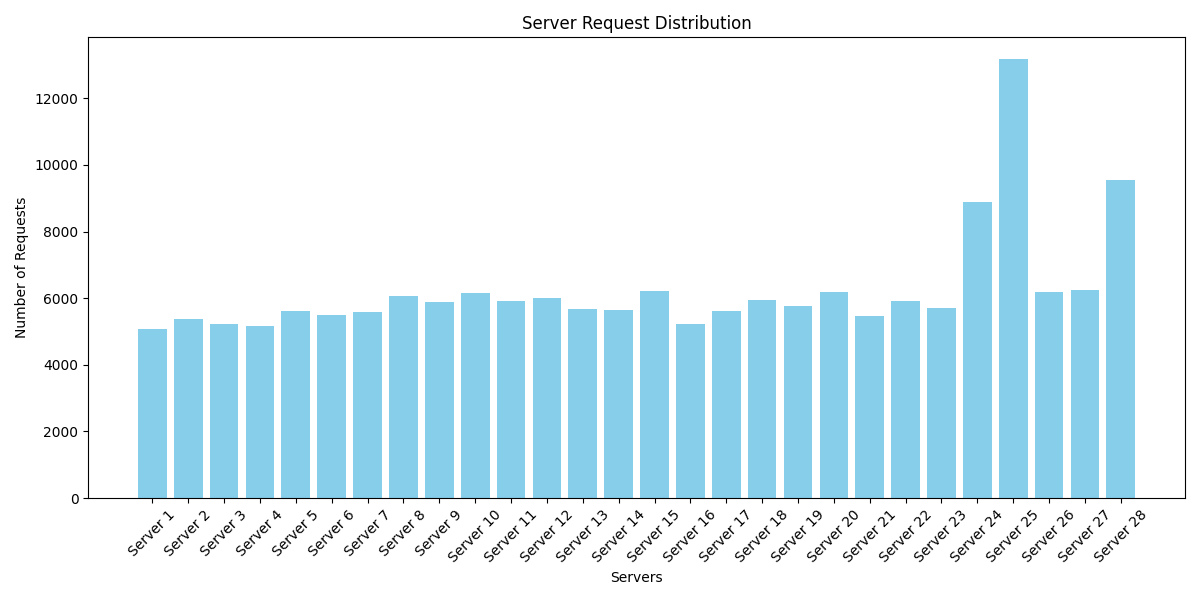 Server Request Distribution
Number of Requests
12000
10000
8000
6000
4000
2000
0
Server 1
Server 2
Server 3
Server 4
Server 5
Server 6
Server 7
Server 8
Server 9
Server 10
Server 11
Server 12
Server 13
Server 14
Server 15
Server 16
Server 17
Server 18
Server 19
Server 20
Server 21
Server 22
Server 23
Server 24
Server 25
Server 26
Server 27
Server 28
Servers